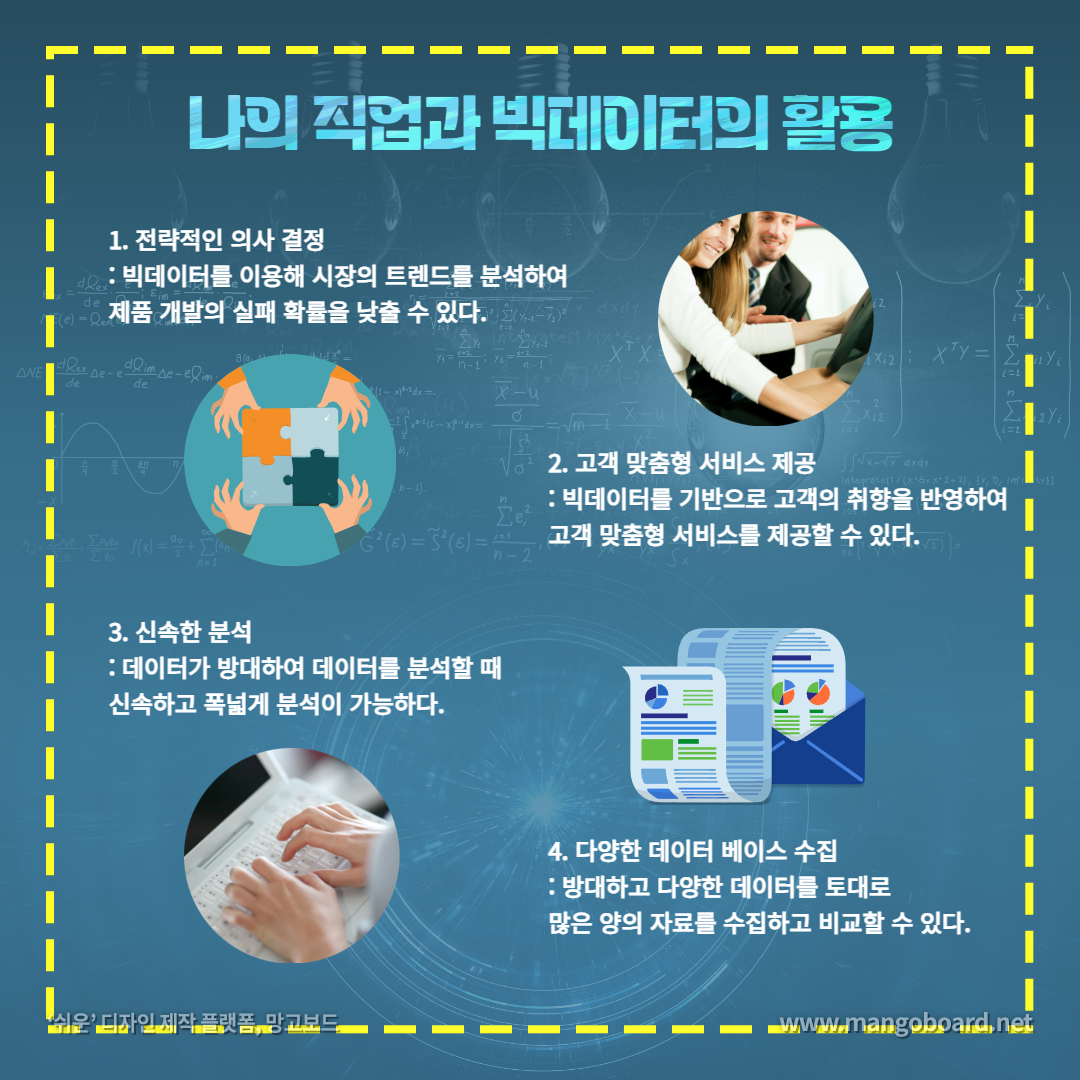 나의 직업과 빅데이터의 활용
1. 전략적인 의사 결정
: 빅데이터를 이용해 시장의 트렌드를 분석하여
제품 개발의 실패 확률을 낮출 수 있다.
2. 고객 맞춤형 서비스 제공
: 빅데이터를 기반으로 고객의 취향을 반영하여
고객 맞춤형 서비스를 제공할 수 있다.
3. 신속한 분석
: 데이터가 방대하여 데이터를 분석할 때
신속하고 폭넓게 분석이 가능하다.
4. 다양한 데이터 베이스 수집
: 방대하고 다양한 데이터를 토대로
많은 양의 자료를 수집하고 비교할 수 있다.
‘쉬운’ 디자인 제작 플랫폼, 망고보드
www.mangoboard.net